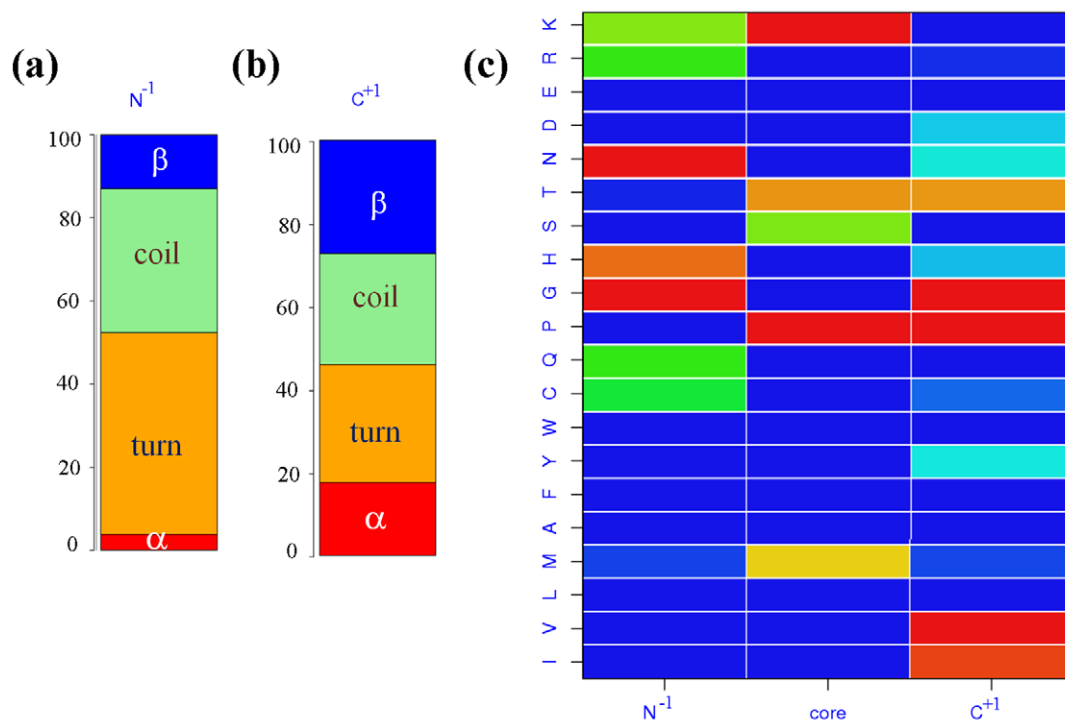 (a)
N-1
100
80
60
40
20
0
β
coil
turn
α
(b)
C+1
100
80
60
40
20
0
β
coil
turn
α
(c)
K
R
E
D
N
T
S
H
G
P
Q
C
W
Y
F
A
M
L
V
I
N-1
core
C+1